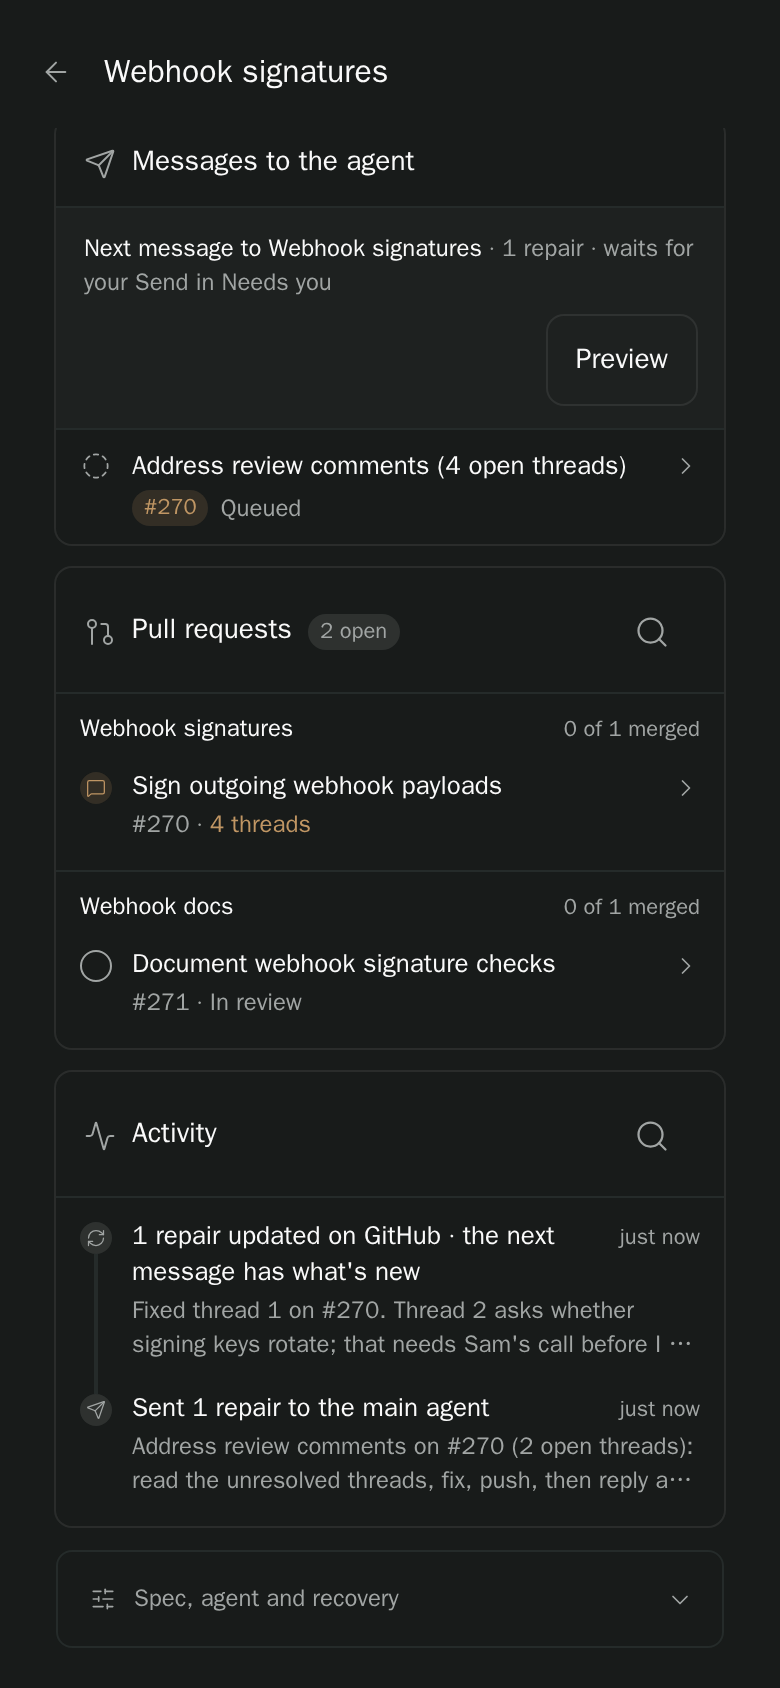 Webhook signatures
Messages to the agent
Next message to Webhook signatures · 1 repair · waits for
your Send in Needs you
Preview
Address review comments (4 open threads)
#270 Queued
Pull requests 2 open
Webhook signatures 0 of 1 merged
Sign outgoing webhook payloads
#270 · 4 threads
Webhook docs 0 of 1 merged
Document webhook signature checks
#271 · In review
Activity
1 repair updated on GitHub · the next just now
message has what's new
Fixed thread 1 on #270. Thread 2 asks whether
signing keys rotate; that needs Sam's call before I ···
Sent 1 repair to the main agent just now
Address review comments on #270 (2 open threads):
read the unresolved threads, fix, push, then reply a···
Spec, agent and recovery